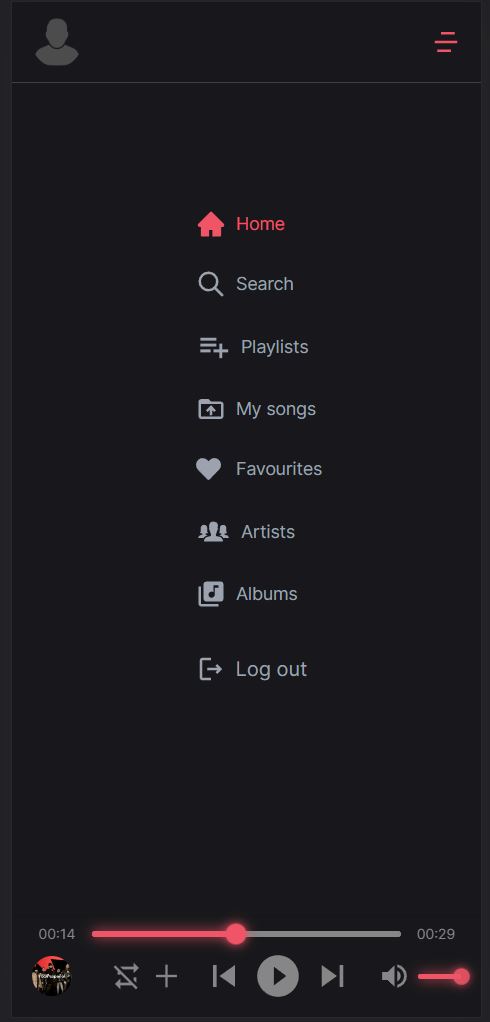 Home
Search
Playlists
My songs
Favourites
Artists
Albums
Log out
00:14
00:29